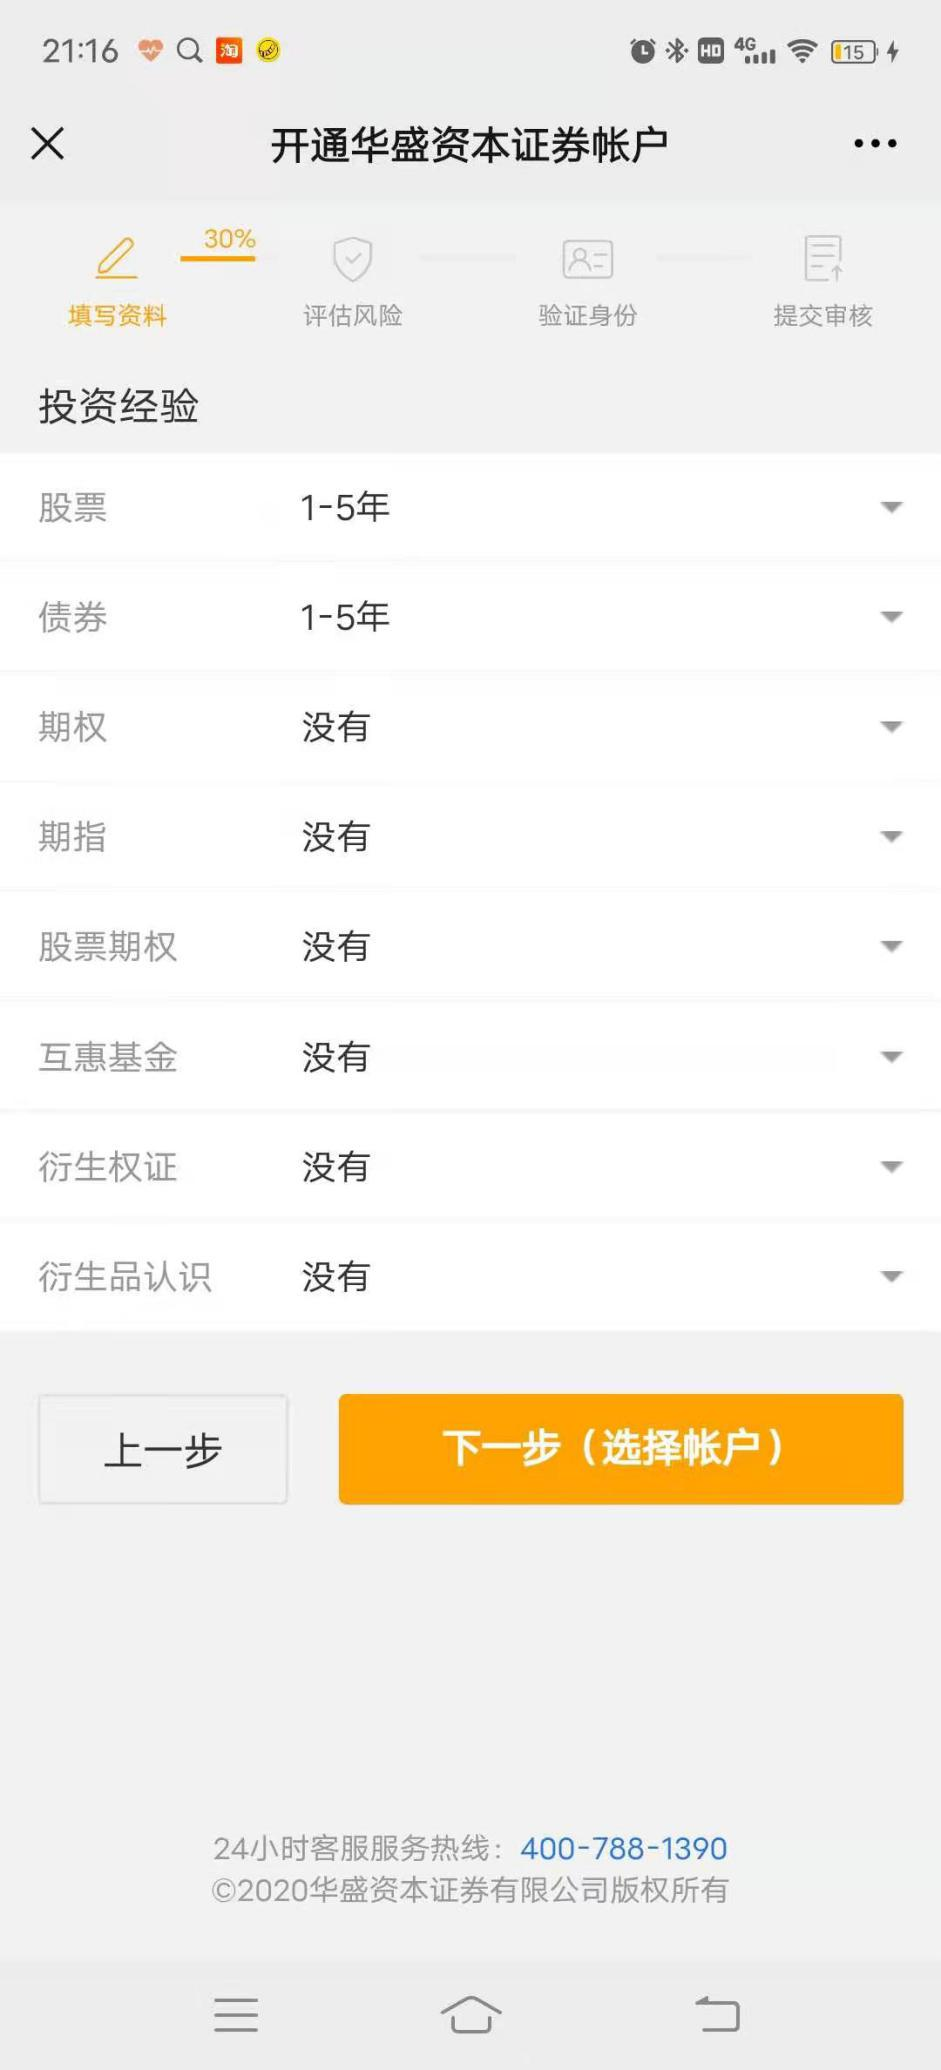 21:16 淘 HD 4G 15
开通华盛资本证券帐户
30%
填写资料 评估风险 验证身份 提交审核
投资经验
股票 1-5年
债券 1-5年
期权 没有
期指 没有
股票期权 没有
互惠基金 没有
衍生权证 没有
衍生品认识 没有
上一步 下一步（选择帐户）
24小时客服服务热线：400-788-1390
©2020华盛资本证券有限公司版权所有